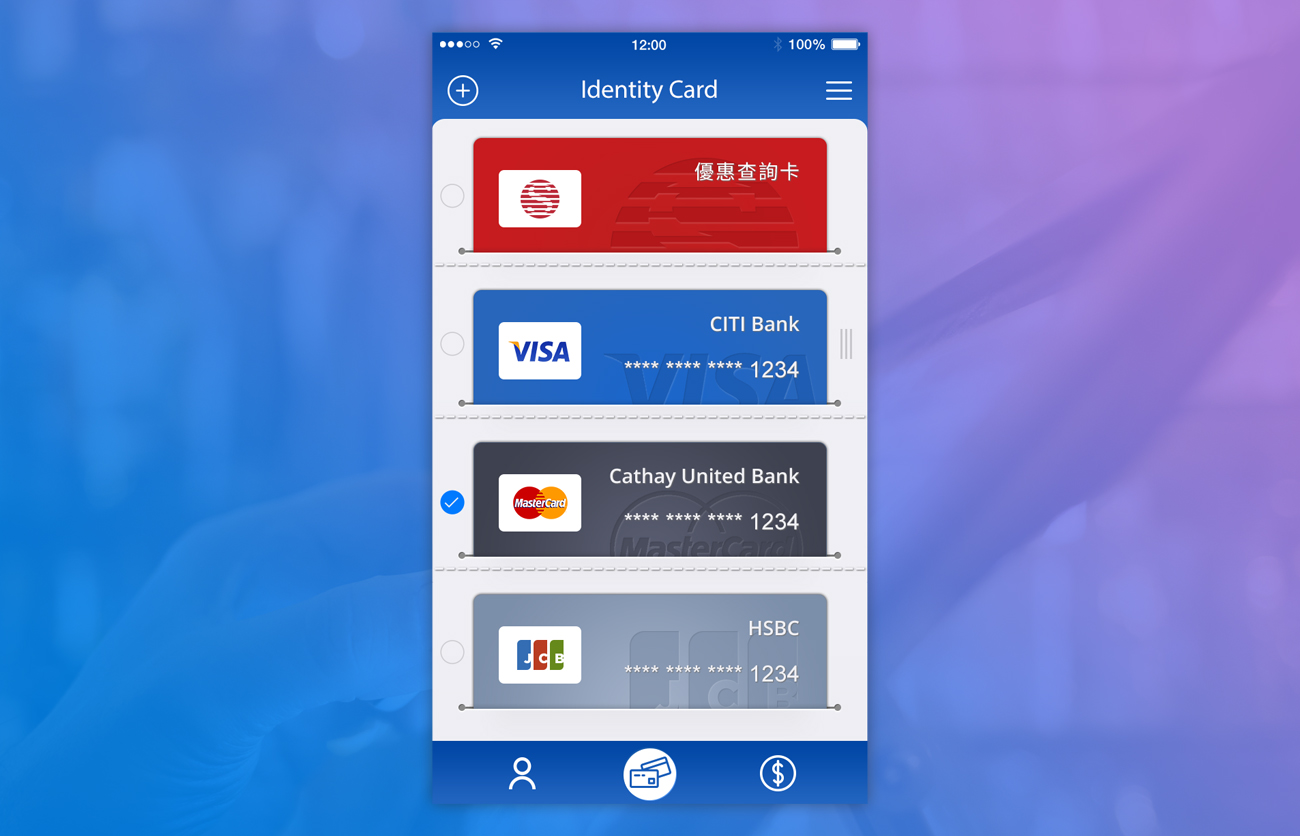 12:00
100%
Identity Card
優惠查詢卡
VISA
CITI Bank
VISA
**** **** **** 1234
MasterCard
Cathay United Bank
MasterCard
**** **** **** 1234
JCB
HSBC
JCB
**** **** **** 1234